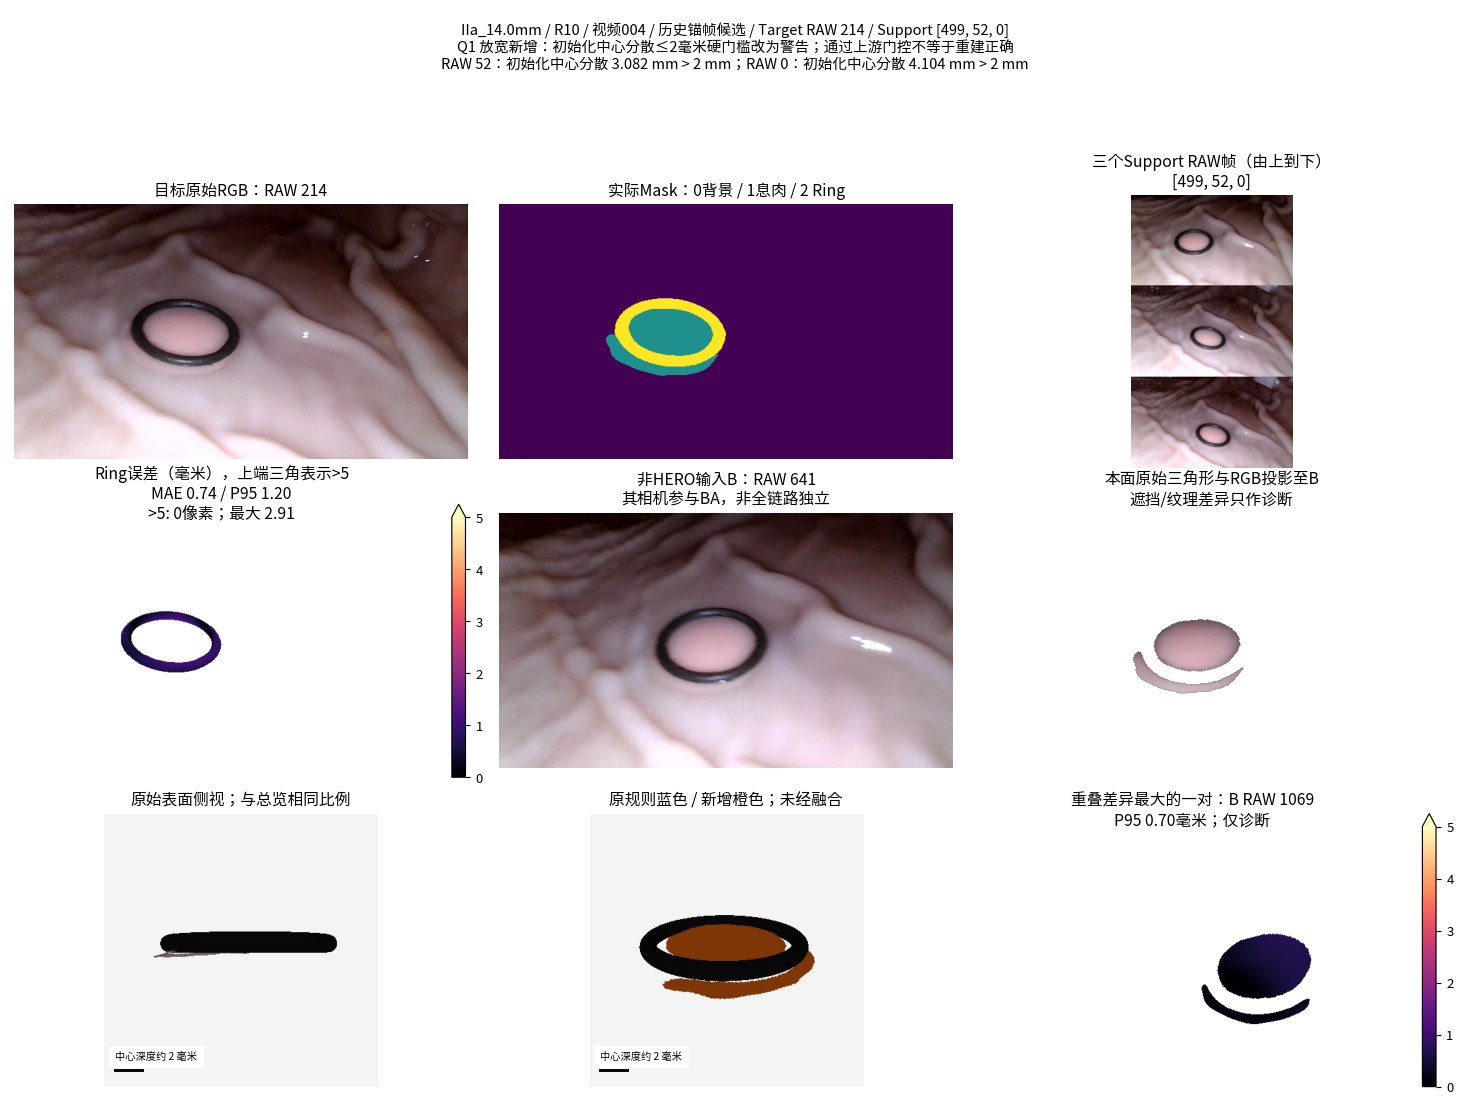 IIa_14.0mm / R10 / 视频004 / 历史锚帧候选 / Target RAW 214 / Support [499, 52, 0]
Q1 放宽新增：初始化中心分散≤2毫米硬门槛改为警告；通过上游门控不等于重建正确
RAW 52：初始化中心分散 3.082 mm > 2 mm；RAW 0：初始化中心分散 4.104 mm > 2 mm
目标原始RGB：RAW 214
实际Mask：0背景 / 1息肉 / 2 Ring
三个Support RAW帧（由上到下）
[499, 52, 0]
Ring误差（毫米），上端三角表示>5
MAE 0.74 / P95 1.20
>5: 0像素；最大 2.91
5
4
3
2
1
0
非HERO输入B：RAW 641
其相机参与BA，非全链路独立
本面原始三角形与RGB投影至B
遮挡/纹理差异只作诊断
原始表面侧视；与总览相同比例
中心深度约 2 毫米
原规则蓝色 / 新增橙色；未经融合
中心深度约 2 毫米
重叠差异最大的一对：B RAW 1069
P95 0.70毫米；仅诊断
5
4
3
2
1
0